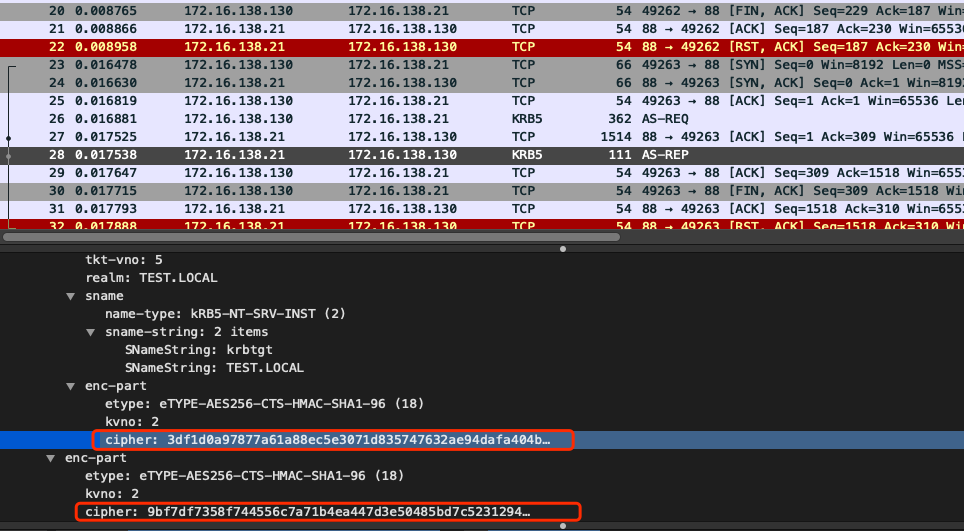 20 0.008765 172.16.138.130 172.16.138.21 TCP 54 49262 → 88 [FIN, ACK] Seq=229 Ack=187 Win=
21 0.008866 172.16.138.21 172.16.138.130 TCP 54 88 → 49262 [ACK] Seq=187 Ack=230 Win=6553
22 0.008958 172.16.138.21 172.16.138.130 TCP 54 88 → 49262 [RST, ACK] Seq=187 Ack=230 Win=
23 0.016478 172.16.138.130 172.16.138.21 TCP 66 49263 → 88 [SYN] Seq=0 Win=8192 Len=0 MSS=
24 0.016630 172.16.138.21 172.16.138.130 TCP 66 88 → 49263 [SYN, ACK] Seq=0 Ack=1 Win=819
25 0.016819 172.16.138.130 172.16.138.21 TCP 54 49263 → 88 [ACK] Seq=1 Ack=1 Win=65536 Len
26 0.016881 172.16.138.130 172.16.138.21 KRB5 362 AS-REQ
27 0.017525 172.16.138.21 172.16.138.130 TCP 1514 88 → 49263 [ACK] Seq=1 Ack=309 Win=65536
28 0.017538 172.16.138.21 172.16.138.130 KRB5 111 AS-REP
29 0.017647 172.16.138.130 172.16.138.21 TCP 54 49263 → 88 [ACK] Seq=309 Ack=1518 Win=655
30 0.017715 172.16.138.130 172.16.138.21 TCP 54 49263 → 88 [FIN, ACK] Seq=309 Ack=1518 Wi
31 0.017793 172.16.138.21 172.16.138.130 TCP 54 88 → 49263 [ACK] Seq=1518 Ack=310 Win=655
32 0.017888 172.16.138.21 172.16.138.130 TCP 54 88 → 49263 [RST, ACK] Seq=1518 Ack=310 Wi
tkt-vno: 5
realm: TEST.LOCAL
sname
name-type: kRB5-NT-SRV-INST (2)
sname-string: 2 items
SNameString: krbtgt
SNameString: TEST.LOCAL
enc-part
etype: eTYPE-AES256-CTS-HMAC-SHA1-96 (18)
kvno: 2
cipher: 3df1d0a97877a61a88ec5e3071d835747632ae94dafa404b…
enc-part
etype: eTYPE-AES256-CTS-HMAC-SHA1-96 (18)
kvno: 2
cipher: 9bf7df7358f744556c7a71b4ea447d3e50485bd7c5231294…